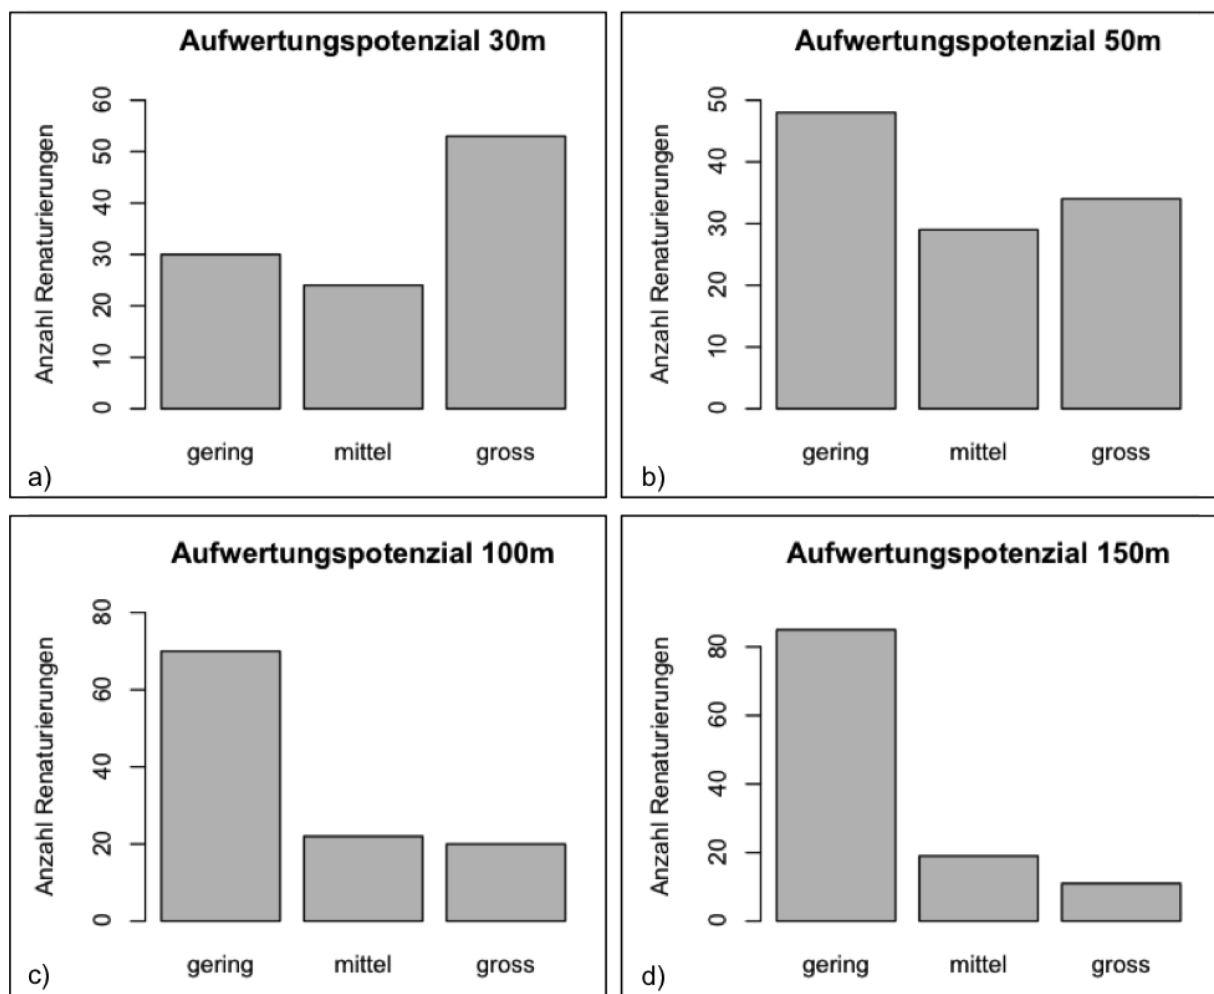 Aufwertungspotenzial 30m
Anzahl Renaturierungen
60
50
40
30
20
10
0
gering mittel gross
a)
Aufwertungspotenzial 50m
Anzahl Renaturierungen
50
40
30
20
10
0
gering mittel gross
b)
Aufwertungspotenzial 100m
Anzahl Renaturierungen
80
60
40
20
0
gering mittel gross
c)
Aufwertungspotenzial 150m
Anzahl Renaturierungen
80
60
40
20
0
gering mittel gross
d)